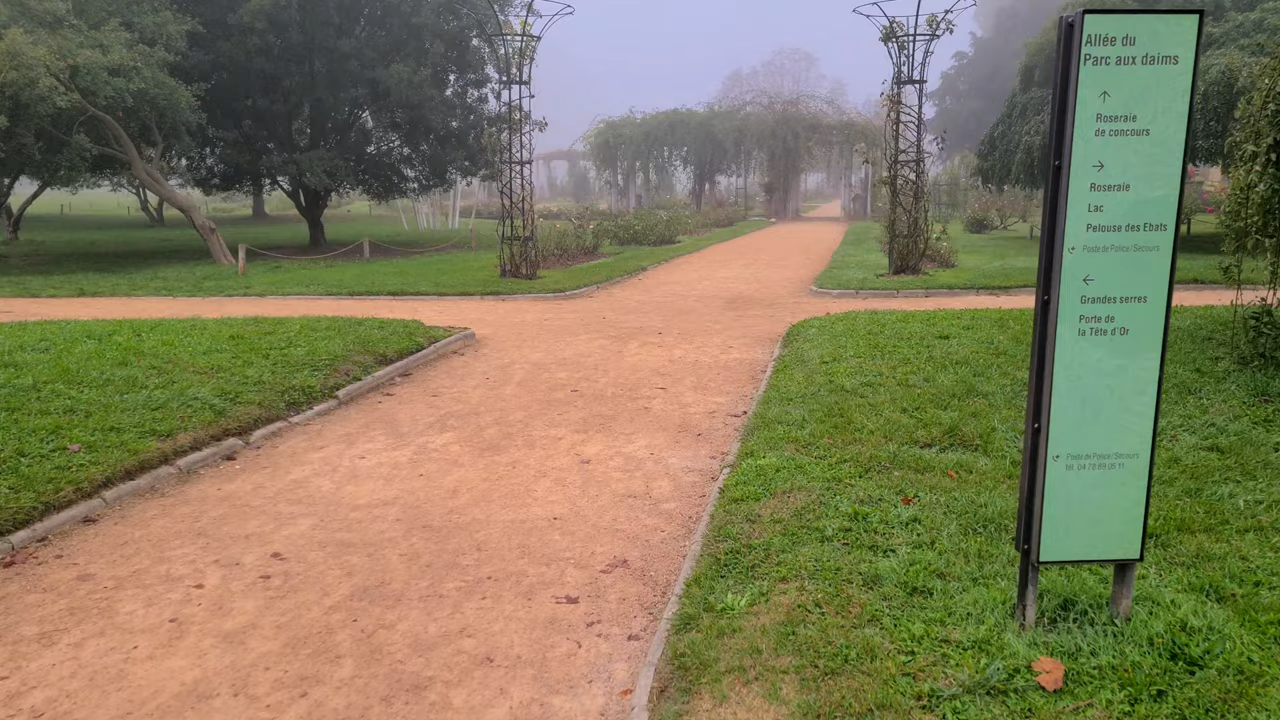 Allée du
Parc aux daims
↑
Roseraie
de concours
→
Roseraie
Lac
Pelouse des Ebats
Poste de Police/Secours
←
Grandes serres
Porte de
la Tête d'Or
Poste de Police/Secours
tél. 04 78 89 05 11